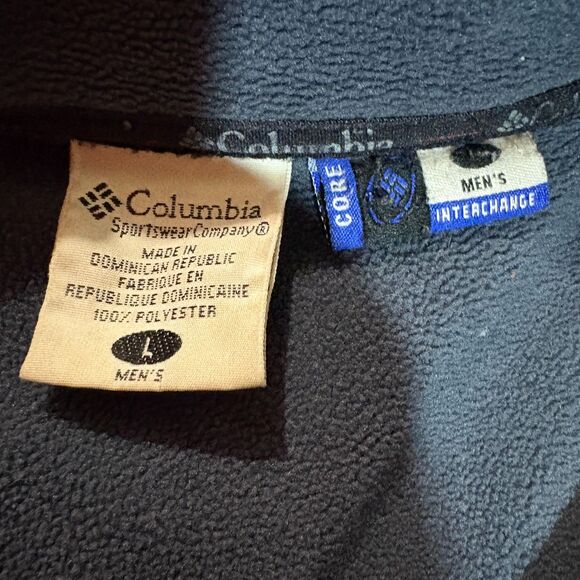 Columbia
Columbia
SportswearCompany®
MADE IN
DOMINICAN REPUBLIC
FABRIQUE EN
REPUBLIQUE DOMINICAINE
100% POLYESTER
L
MEN'S
CORE
MEN'S
INTERCHANGE